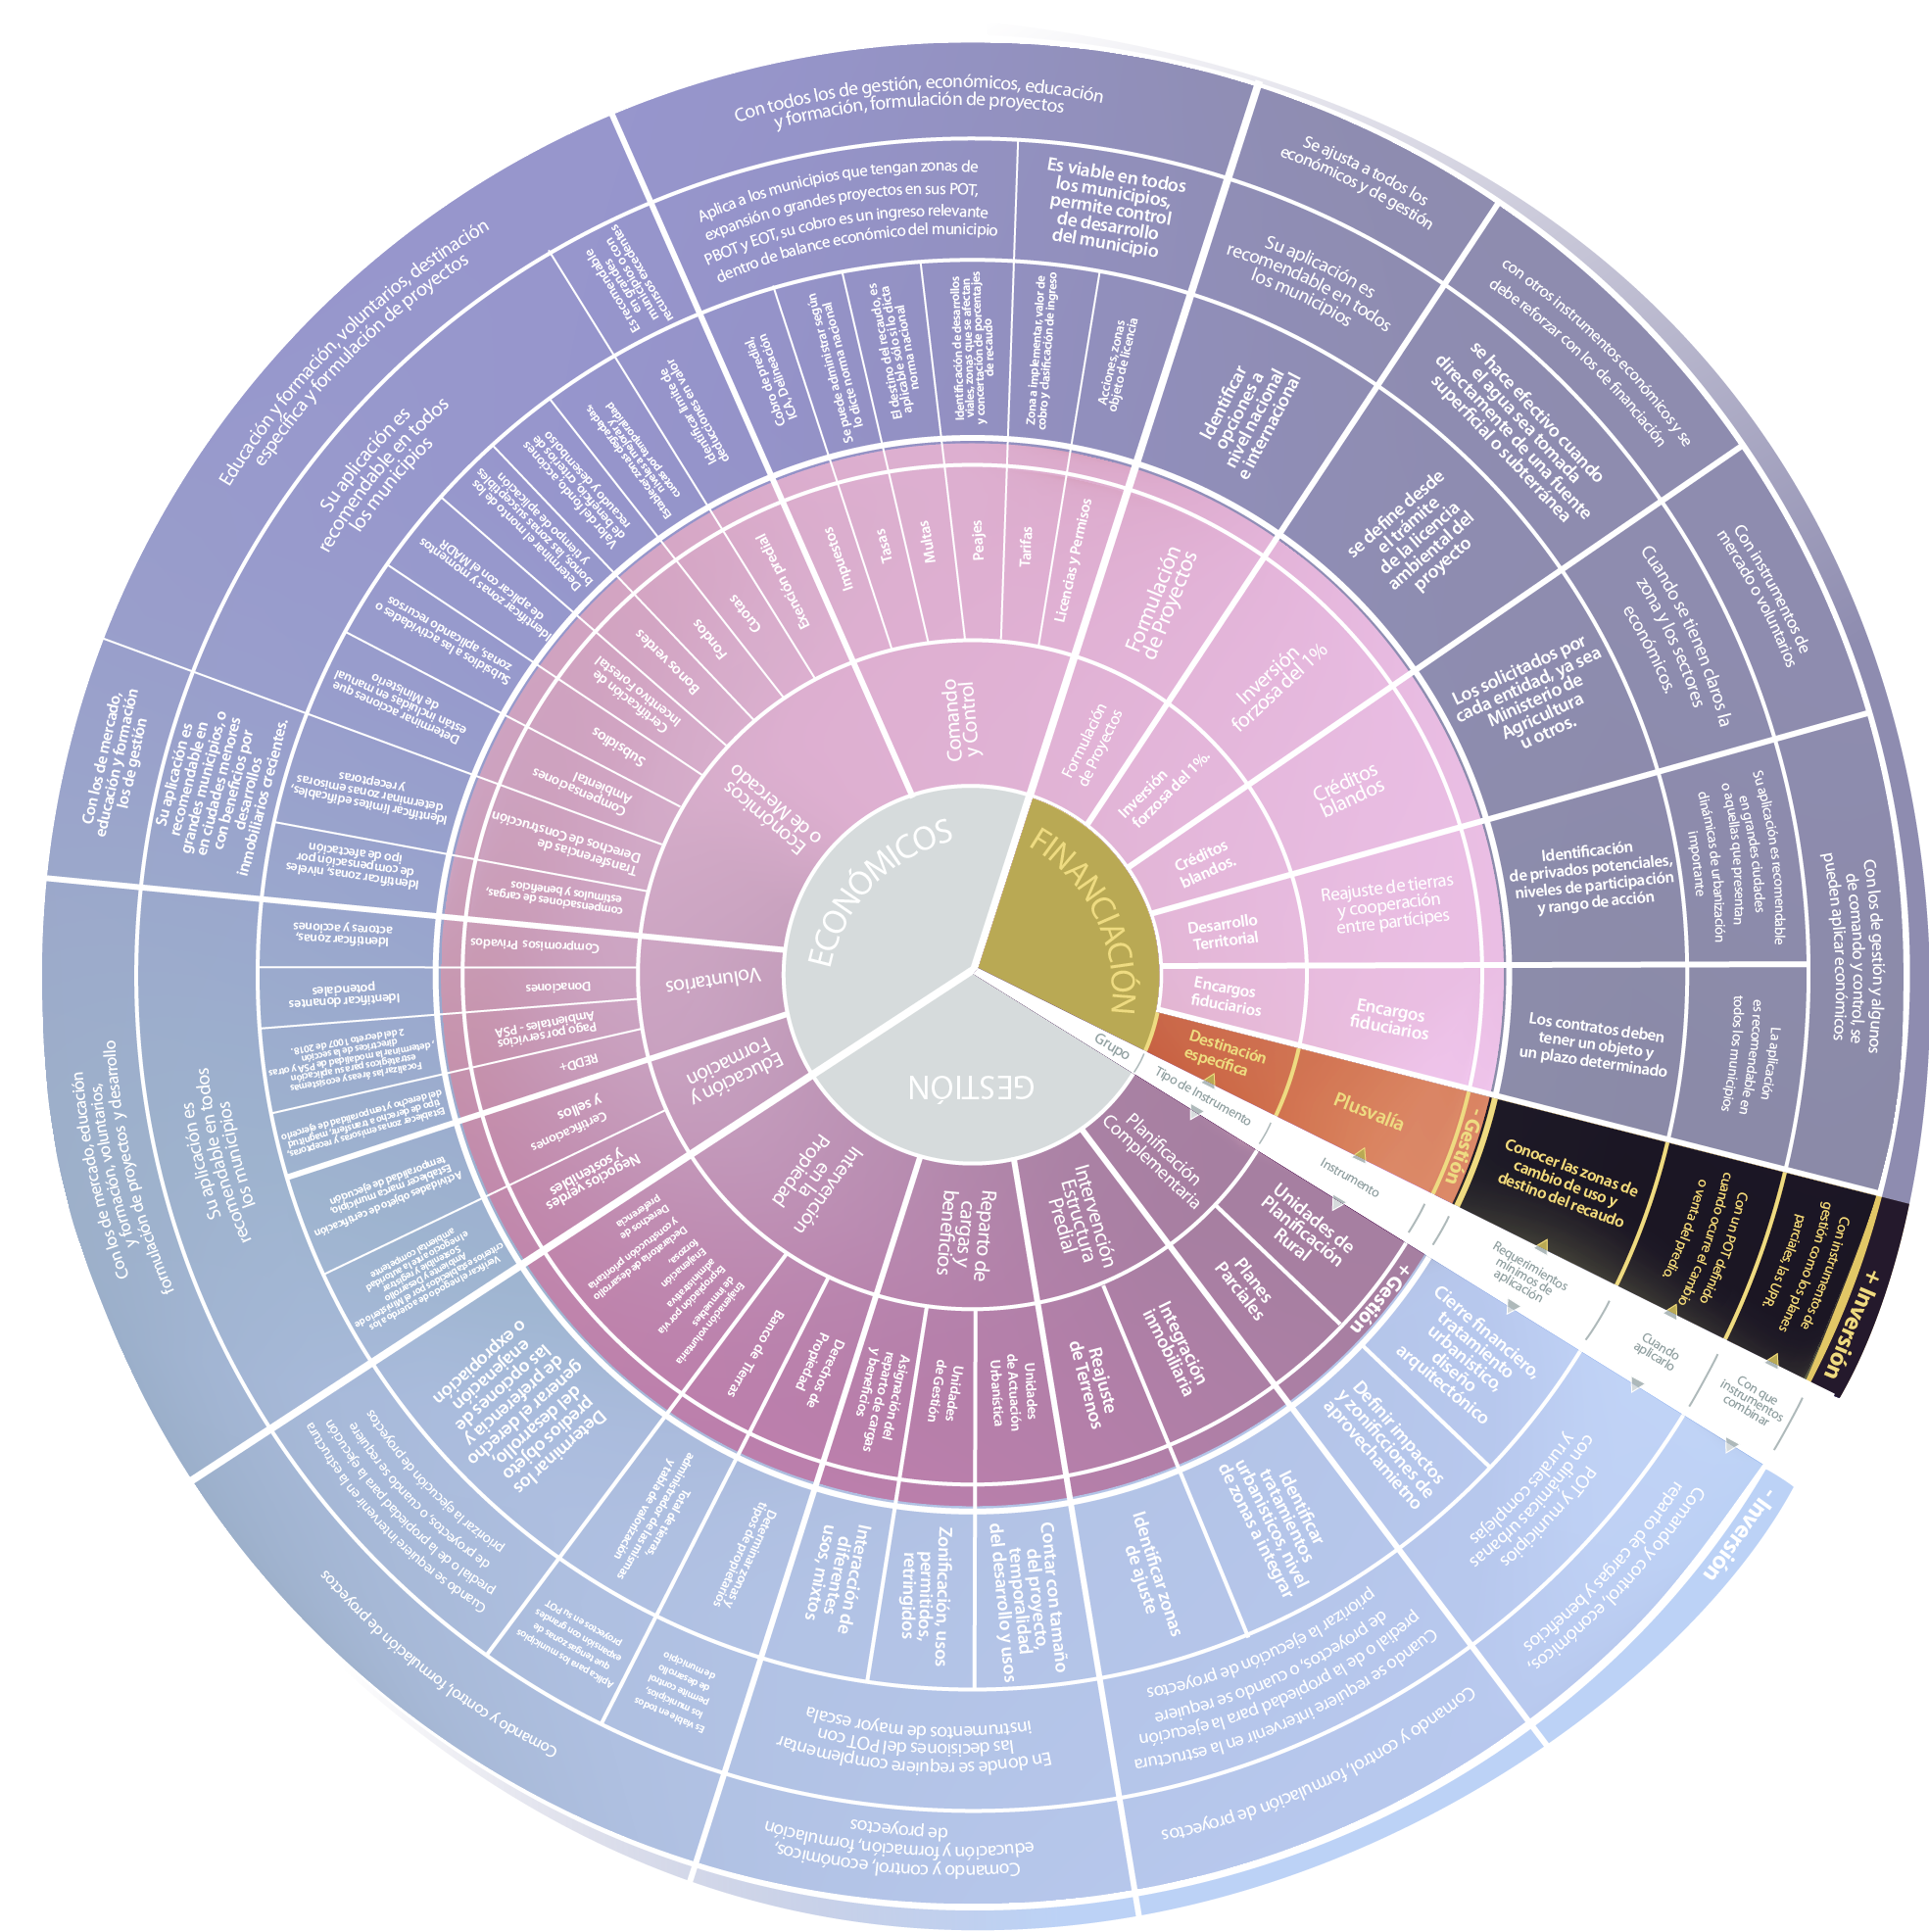 ECONÓMICOS
FINANCIACIÓN
GESTIÓN
Grupo
Tipo de Instrumento
Instrumento
Requerimientos
mínimos de
aplicación
Cuando
aplicarlo
Con que
instrumentos
combinar
+ Inversión
- Inversión
- Gestión
+ Gestión
Comando
y Control
Impuestos
Tasas
Multas
Peajes
Tarifas
Licencias y Permisos
Cobro de predial,
ICA, Delineación
Se puede administrar según
lo dicte norma nacional
El destino del recaudo, es
aplicable sólo si lo dicta
norma nacional
Identificación de desarrollos
viales, zonas que se afectan
y concertación de porcentajes
de recaudo
Zona a Implementar, valor de
cobro y clasificación de ingreso
Acciones, zonas
objeto de licencia
Aplica a los municipios que tengan zonas de
expansión o grandes proyectos en sus POT,
PBOT y EOT, su cobro es un ingreso relevante
dentro de balance económico del municipio
Es viable en todos
los municipios,
permite control
de desarrollo
del municipio
Con todos los de gestión, económicos, educación
y formación, formulación de proyectos
Formulación
de Proyectos
Formulación
de Proyectos
Identificar
opciones a
nivel nacional
e internacional
Su aplicación es
recomendable en todos
los municipios
Se ajusta a todos los
económicos y de gestión
Inversión
forzosa del 1%.
Inversión
forzosa del 1%
se define desde
el trámite
de la licencia
ambiental del
proyecto
se hace efectivo cuando
el agua sea tomada
directamente de una fuente
superficial o subterránea
con otros instrumentos económicos y se
debe reforzar con los de financiación
Créditos
blandos.
Créditos
blandos
Los solicitados por
cada entidad, ya sea
Ministerio de
Agricultura
u otros.
Cuando se tienen claros la
zona y los sectores
económicos.
Con instrumentos de
mercado o voluntarios
Desarrollo
Territorial
Reajuste de tierras
y cooperación
entre partícipes
Identificación
de privados potenciales,
niveles de participación
y rango de acción
Su aplicación es recomendable
en grandes ciudades
o aquellas que presentan
dinámicas de urbanización
importante
Con los de gestión y algunos
de comando y control, se
pueden aplicar económicos
Encargos
fiduciarios
Encargos
fiduciarios
Los contratos deben
tener un objeto y
un plazo determinado
La aplicación
es recomendable en
todos los municipios
Destinación
específica
Plusvalía
Conocer las zonas de
cambio de uso y
destino del recaudo
Con un POT definido
cuando ocurre el cambio
o venta del predio.
Con instrumentos de
gestión como los planes
parciales, las UPR.
Planificación
Complementaria
Unidades de
Planificación
Rural
Planes
Parciales
Cierre financiero,
tratamiento
urbanístico,
diseño
arquitectónico
Definir impactos
y zonificciones de
aprovechamietno
POT y municipios
con dinámicas urbanas
y rurales complejas
Comando y control, económicos,
reparto de cargas y beneficios
Intervención
Estructura
Predial
Integración
inmobiliaria
Reajuste
de Terrenos
Identificar
tratamientos
urbanísticos, nivel
de zonas a integrar
Identificar zonas
de ajuste
Cuando se requiere intervenir en la estructura
predial o de la propiedad para la ejecución
de proyectos, o cuando se requiere
priorizar la ejecución de proyectos
Comando y control, formulación de proyectos
Reparto de
cargas y
beneficios
Unidades
de Actuación
Urbanística
Unidades
de Gestión
Asignación del
reparto de cargas
y beneficios
Contar con tamaño
del proyecto,
temporalidad
del desarrollo y usos
Zonificación, usos
permitidos,
retringidos
Interacción de
diferentes
usos, mixtos.
En donde se requiere complementar
las decisiones del POT con
instrumentos de mayor escala
Comando y control, económicos,
educación y formación, formulación
de proyectos
Intervención
en la
Propiedad
Derechos de
Propiedad
Banco de Tierras
Enajenación voluntaria
de inmuebles
Expropiación por vía
administrativa
Enajenación
forzosa.
Declaratoria de desarrollo
y construcción prioritaria
Derechos de
preferencia
Determinar zonas y
tipos de propietarios
Total de tierras,
administrador de las mismas
y tabla de valorización
Determinar los
predios objeto
del desarrollo,
generar el derecho,
de preferencia y
las opciones de
enajenación
o expropiación
Es viable en todos
los municipios,
permite control
de desarrollo
de municipio
Aplica para los municipios
que tengas zonas de
expansión con grandes
proyectos en su POT
Cuando se requiere intervenir en la estructura
predial o de la propiedad para la ejecución
de proyectos, o cuando se requiere
priorizar la ejecución de proyectos
Comando y control, formulación de proyectos
Educación y
Formación
Negocios verdes
y sostenibles
Certificaciones
y sellos
Actividades objeto de certificación
Establecer marca municipia,
temporalidad de ejecución
Voluntarios
REDD+
Pago por servicios
Ambientales - PSA
Donaciones
Compromisos Privados
Establecer zonas emisoras y receptoras,
tipo de derecho a transferir, magnitud
del derecho y temporalidad de ejercicio
Focalizar las áreas y ecosistemas
estratégicos para su aplicación
, determinar la modalidad de PSA y otras
directrices de la sección
2 del decreto 1007 de 2018.
Identificar donantes
potenciales
Identificar zonas,
actores y acciones
Su aplicación es
recomendable en todos
los municipios
Con los de mercado, educación
y formación, voluntarios,
formulación de proyectos y desarrollo
Económicos
o de Mercado
compensaciones de cargas,
estímulos y beneficios
Transferencias de
Derechos de Construcción
Compensaciones
Ambiental
Subsidios
Certificación de
Incentivo Forestal
Bonos verdes
Fondos
Cuotas
Exención predial
Identificar zonas, niveles
de compensación por
ipo de afectación
Identificar límites edificables,
determinar zonas emisoras
y receptoras
Determinar acciones que
están incluidas en manual
de Ministerio
Subsidios a las actividades o
zonas, aplicando recursos
Identificar zonas y momentos
de aplicar con el MADR
Determinar el monto de los
bonos, las zonas susceptibles
y tiempos de aplicación
Valor del fondo, acciones
de beneficio, criterios de
recaudo y desembolso
Establecer zonas degradadas,
niveles a mejorar y
cuotas por temporalidad
Identificar límite de
deducciones en valor
Su aplicación es
recomendable en
grandes municipios, o
en ciudades menores
con beneficios por
desarrollos
inmobiliarios credentes.
Su aplicación es
recomendable en todos
los municipios
Es recomendable
en grandes
municipios o con
recursos excedentes
Con los de mercado,
educación y formación
los de gestión
Educación y formación, voluntarios, destinación
específica y formulación de proyectos